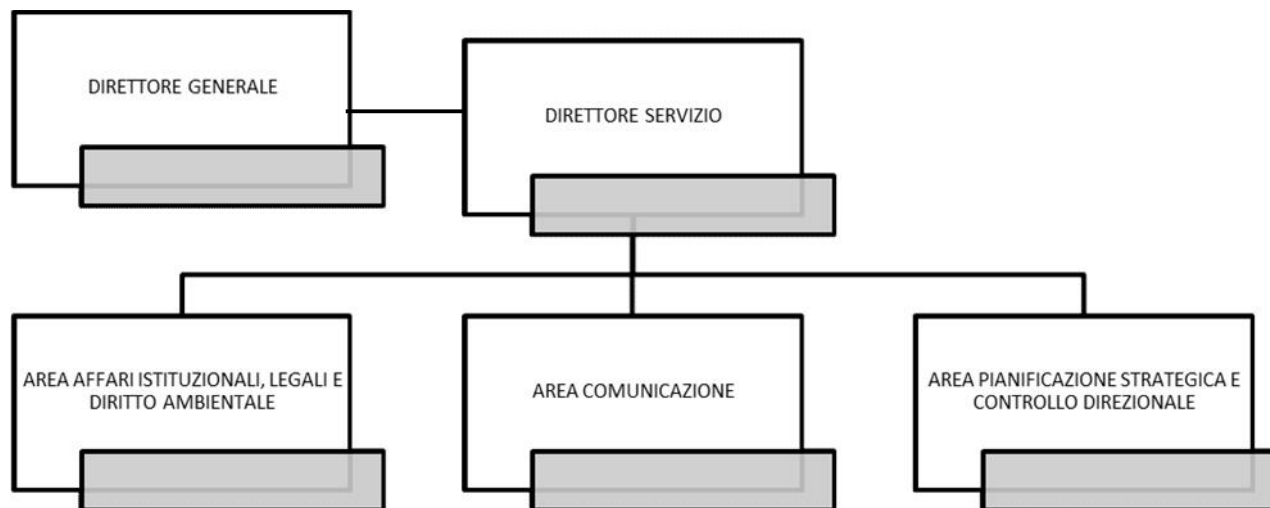 DIRETTORE GENERALE
DIRETTORE SERVIZIO
AREA AFFARI ISTITUZIONALI, LEGALI E
DIRITTO AMBIENTALE
AREA COMUNICAZIONE
AREA PIANIFICAZIONE STRATEGICA E
CONTROLLO DIREZIONALE